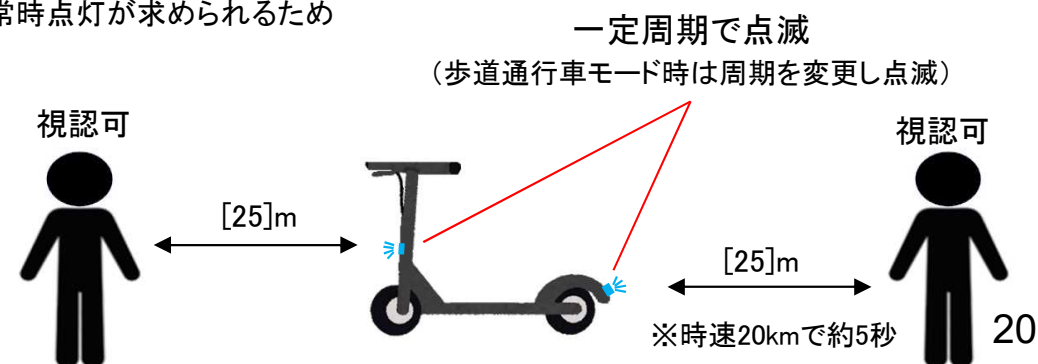 常時点灯が求められるため
一定周期で点滅
（歩道通行車モード時は周期を変更し点滅）
視認可
視認可
[25]m
[25]m
※時速20kmで約5秒
20